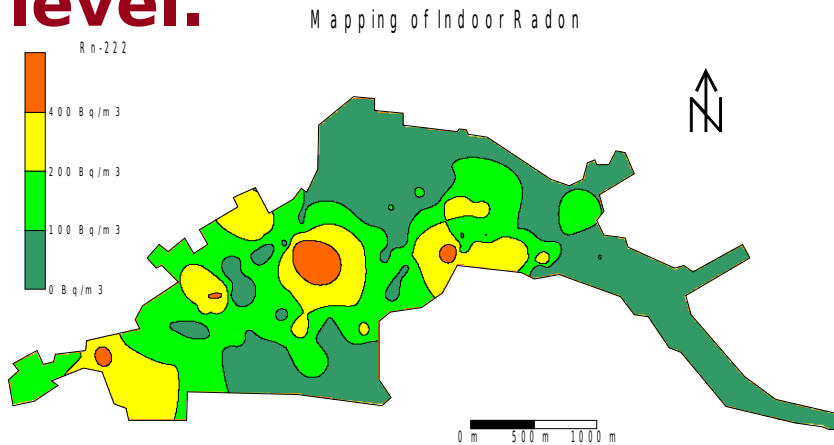 level.
Mapping of Indoor Radon
Rn-222
400 Bq/m3
200 Bq/m3
100 Bq/m3
0 Bq/m3
N
0 m 500 m 1000 m